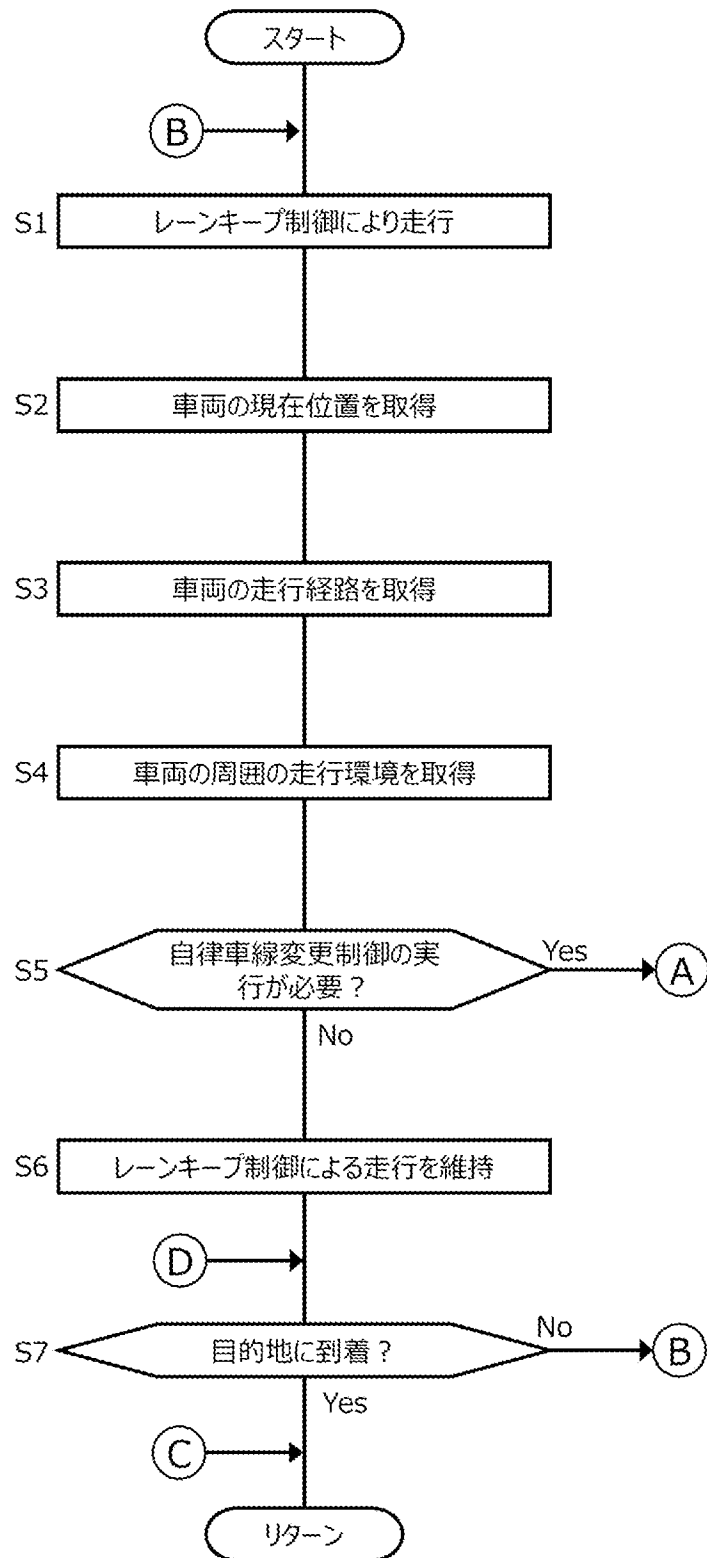 スタート
B
S1 レーンキープ制御により走行
S2 車両の現在位置を取得
S3 車両の走行経路を取得
S4 車両の周囲の走行環境を取得
S5 自律車線変更制御の実
行が必要？
Yes
A
No
S6 レーンキープ制御による走行を維持
D
S7 目的地に到着？
No
B
Yes
C
リターン